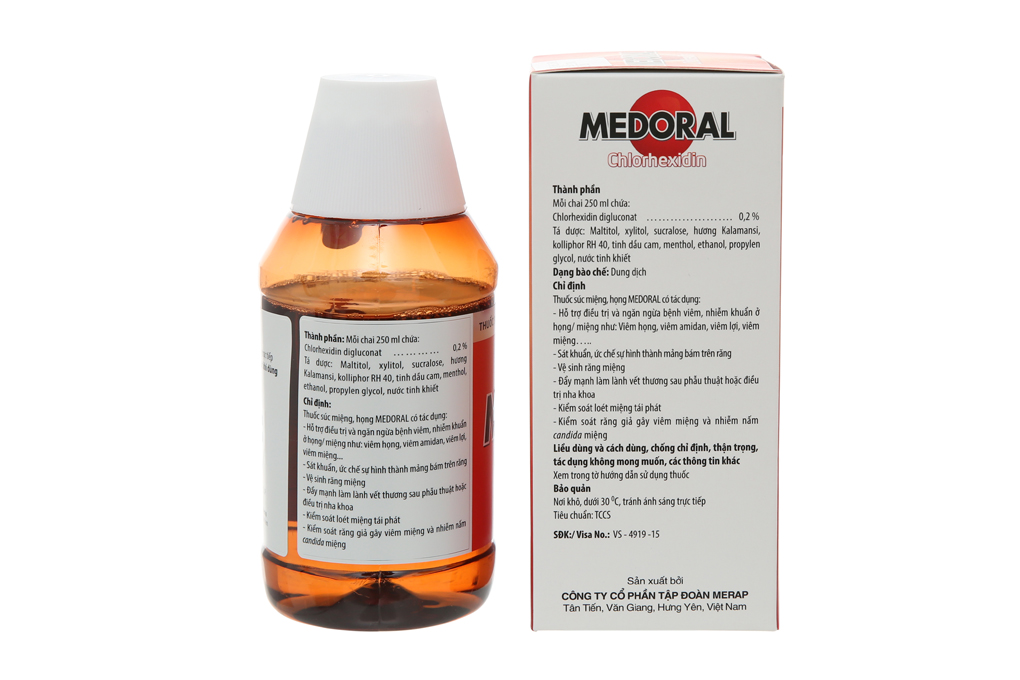 Thành phần: Mỗi chai 250 ml chứa:
Chlorhexidin digluconat ............ 0,2 %
Tá dược: Maltitol, xylitol, sucralose, hương
Kalamansi, kolliphor RH 40, tinh dầu cam, menthol,
ethanol, propylen glycol, nước tinh khiết
Chỉ định:
Thuốc súc miệng, họng MEDORAL có tác dụng:
- Hỗ trợ điều trị và ngăn ngừa bệnh viêm, nhiễm khuẩn
ở họng/ miệng như: viêm họng, viêm amidan, viêm lợi,
viêm miệng...
- Sát khuẩn, ức chế sự hình thành mảng bám trên răng
- Vệ sinh răng miệng
- Đẩy mạnh làm lành vết thương sau phẫu thuật hoặc
điều trị nha khoa
- Kiểm soát loét miệng tái phát
- Kiểm soát răng giả gây viêm miệng và nhiễm nấm
candida miệng
tiếp
dùng
THUỐC
M
MEDORAL
Chlorhexidin
Thành phần
Mỗi chai 250 ml chứa:
Chlorhexidin digluconat ...................... 0,2 %
Tá dược: Maltitol, xylitol, sucralose, hương Kalamansi,
kolliphor RH 40, tinh dầu cam, menthol, ethanol, propylen
glycol, nước tinh khiết
Dạng bào chế: Dung dịch
Chỉ định
Thuốc súc miệng, họng MEDORAL có tác dụng:
- Hỗ trợ điều trị và ngăn ngừa bệnh viêm, nhiễm khuẩn ở
họng/ miệng như: Viêm họng, viêm amidan, viêm lợi, viêm
miệng.....
- Sát khuẩn, ức chế sự hình thành mảng bám trên răng
- Vệ sinh răng miệng
- Đẩy mạnh làm lành vết thương sau phẫu thuật hoặc điều
trị nha khoa
- Kiểm soát loét miệng tái phát
- Kiểm soát răng giả gây viêm miệng và nhiễm nấm
candida miệng
Liều dùng và cách dùng, chống chỉ định, thận trọng,
tác dụng không mong muốn, các thông tin khác
Xem trong tờ hướng dẫn sử dụng thuốc
Bảo quản
Nơi khô, dưới 30 ⁰C, tránh ánh sáng trực tiếp
Tiêu chuẩn: TCCS
SĐK:/ Visa No.: VS - 4919 -15
Sản xuất bởi
CÔNG TY CỔ PHẦN TẬP ĐOÀN MERAP
Tân Tiến, Văn Giang, Hưng Yên, Việt Nam